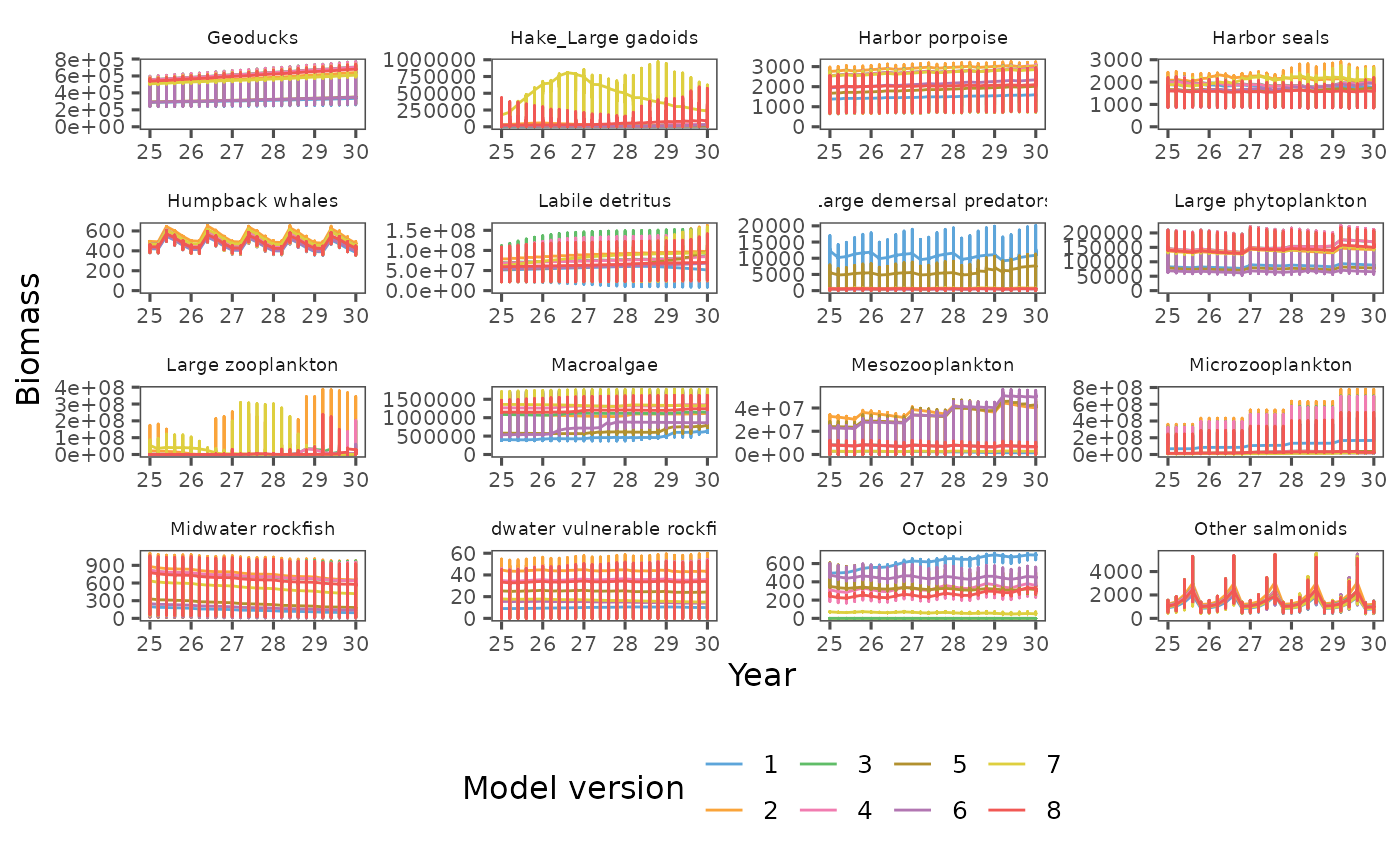 Geoducks Hake_Large gadoids Harbor porpoise Harbor seals
8e+05 6e+05 4e+05 2e+05 0e+00
1000000 750000 500000 250000 0
3000 2000 1000 0
3000 2000 1000 0
25 26 27 28 29 30 25 26 27 28 29 30 25 26 27 28 29 30 25 26 27 28 29 30
Humpback whales Labile detritus Large demersal predators Large phytoplankton
600 400 200 0
1.5e+08 1.0e+08 5.0e+07 0.0e+00
20000 15000 10000 5000 0
200000 150000 100000 50000 0
25 26 27 28 29 30 25 26 27 28 29 30 25 26 27 28 29 30 25 26 27 28 29 30
Biomass
Large zooplankton Macroalgae Mesozooplankton Microzooplankton
4e+08 3e+08 2e+08 1e+08 0e+00
1500000 1000000 500000 0
4e+07 2e+07 0e+00
8e+08 6e+08 4e+08 2e+08 0e+00
25 26 27 28 29 30 25 26 27 28 29 30 25 26 27 28 29 30 25 26 27 28 29 30
Midwater rockfish dwater vulnerable rockfi Octopi Other salmonids
900 600 300 0
60 40 20 0
600 400 200 0
4000 2000 0
25 26 27 28 29 30 25 26 27 28 29 30 25 26 27 28 29 30 25 26 27 28 29 30
Year
Model version
1 3 5 7
2 4 6 8